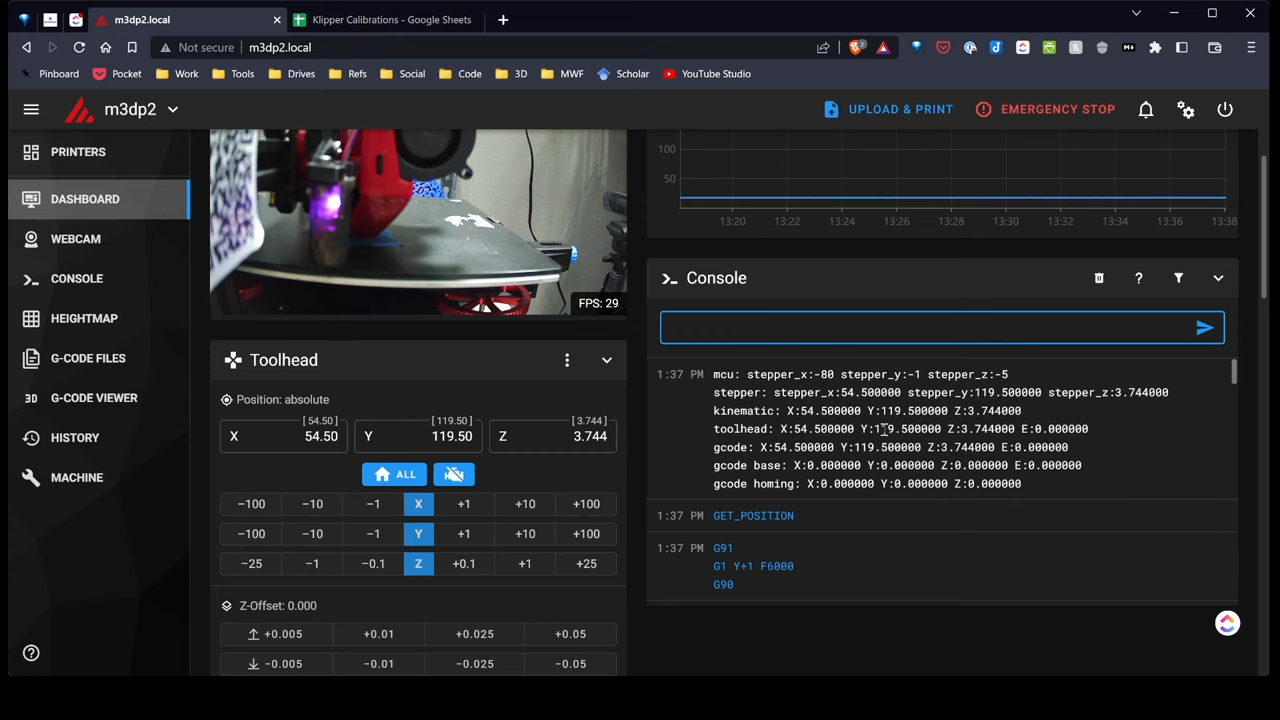 m3dp2.local
Klipper Calibrations - Google Sheets
Not secure
m3dp2.local
2
Pinboard
Pocket
Work
Tools
Drives
Refs
Social
Code
3D
MWF
Scholar
YouTube Studio
m3dp2
UPLOAD & PRINT
EMERGENCY STOP
PRINTERS
DASHBOARD
WEBCAM
CONSOLE
HEIGHTMAP
G-CODE FILES
3D G-CODE VIEWER
HISTORY
MACHINE
FPS: 29
100
50
13:20 13:22 13:24 13:26 13:28 13:30 13:32 13:34 13:36 13:38
Toolhead
Position: absolute
[ 54.50 ] [ 119.50 ] [ 3.744 ]
X 54.50 Y 119.50 Z 3.744
ALL
−100 −10 −1 X +1 +10 +100
−100 −10 −1 Y +1 +10 +100
−25 −1 −0.1 Z +0.1 +1 +25
Z-Offset: 0.000
+0.005 +0.01 +0.025 +0.05
−0.005 −0.01 −0.025 −0.05
Console
1:37 PM mcu: stepper_x:-80 stepper_y:-1 stepper_z:-5
stepper: stepper_x:54.500000 stepper_y:119.500000 stepper_z:3.744000
kinematic: X:54.500000 Y:119.500000 Z:3.744000
toolhead: X:54.500000 Y:119.500000 Z:3.744000 E:0.000000
gcode: X:54.500000 Y:119.500000 Z:3.744000 E:0.000000
gcode base: X:0.000000 Y:0.000000 Z:0.000000 E:0.000000
gcode homing: X:0.000000 Y:0.000000 Z:0.000000
1:37 PM GET_POSITION
1:37 PM G91
G1 Y+1 F6000
G90